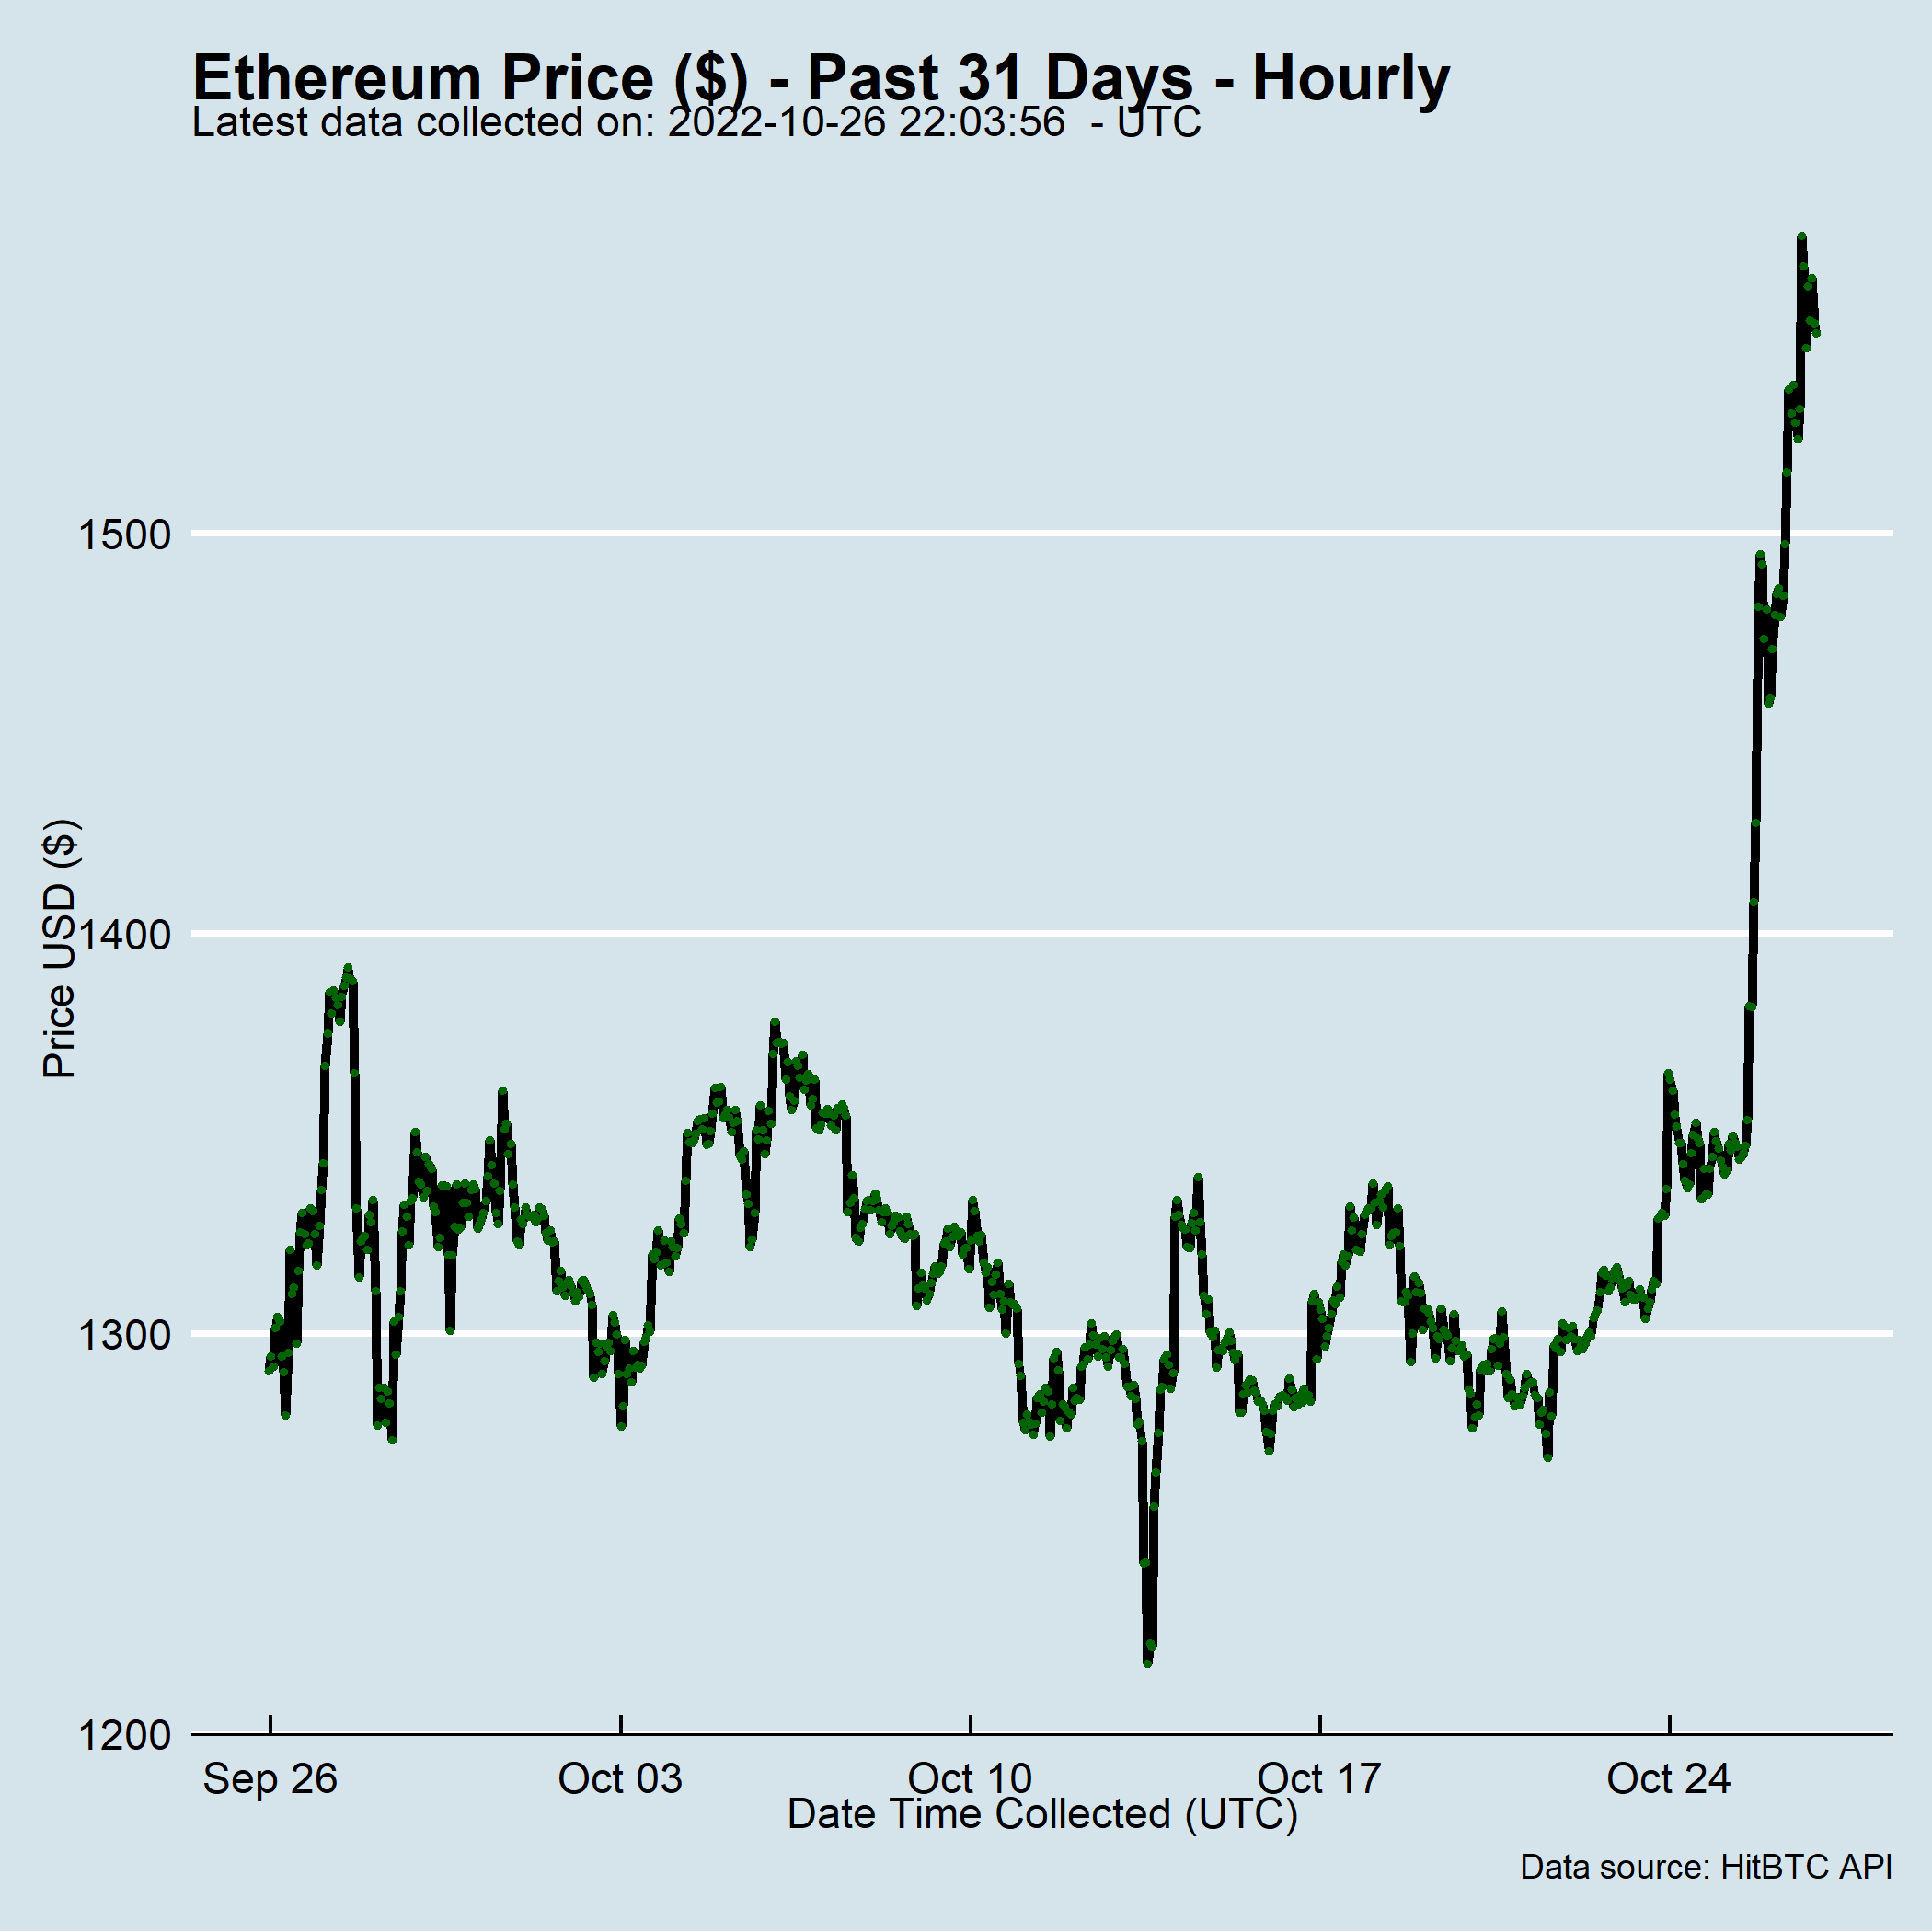 Ethereum Price ($) - Past 31 Days - Hourly
Latest data collected on: 2022-10-26 22:03:56  - UTC
Price USD ($)
1500
1400
1300
1200
Sep 26
Oct 03
Oct 10
Oct 17
Oct 24
Date Time Collected (UTC)
Data source: HitBTC API